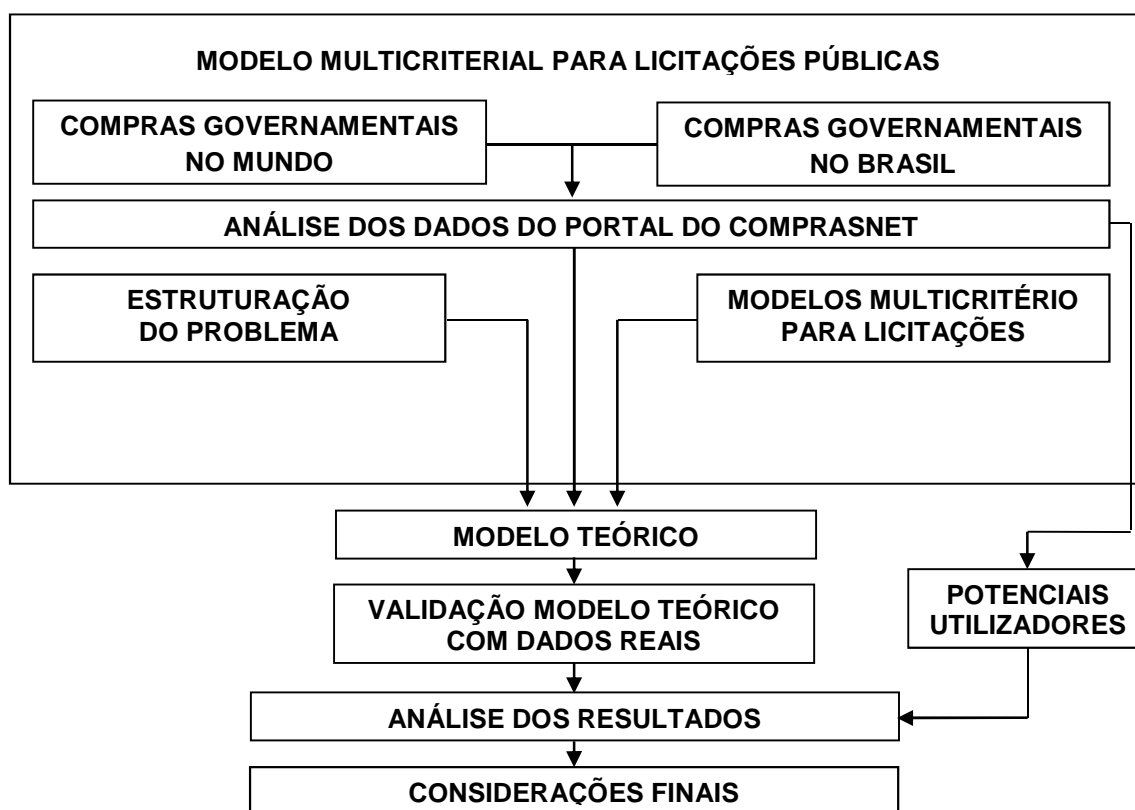 MODELO MULTICRITERIAL PARA LICITAÇÕES PÚBLICAS
COMPRAS GOVERNAMENTAIS
NO MUNDO
COMPRAS GOVERNAMENTAIS
NO BRASIL
ANÁLISE DOS DADOS DO PORTAL DO COMPRASNET
ESTRUTURAÇÃO
DO PROBLEMA
MODELOS MULTICRITÉRIO
PARA LICITAÇÕES
MODELO TEÓRICO
VALIDAÇÃO MODELO TEÓRICO
COM DADOS REAIS
POTENCIAIS
UTILIZADORES
ANÁLISE DOS RESULTADOS
CONSIDERAÇÕES FINAIS